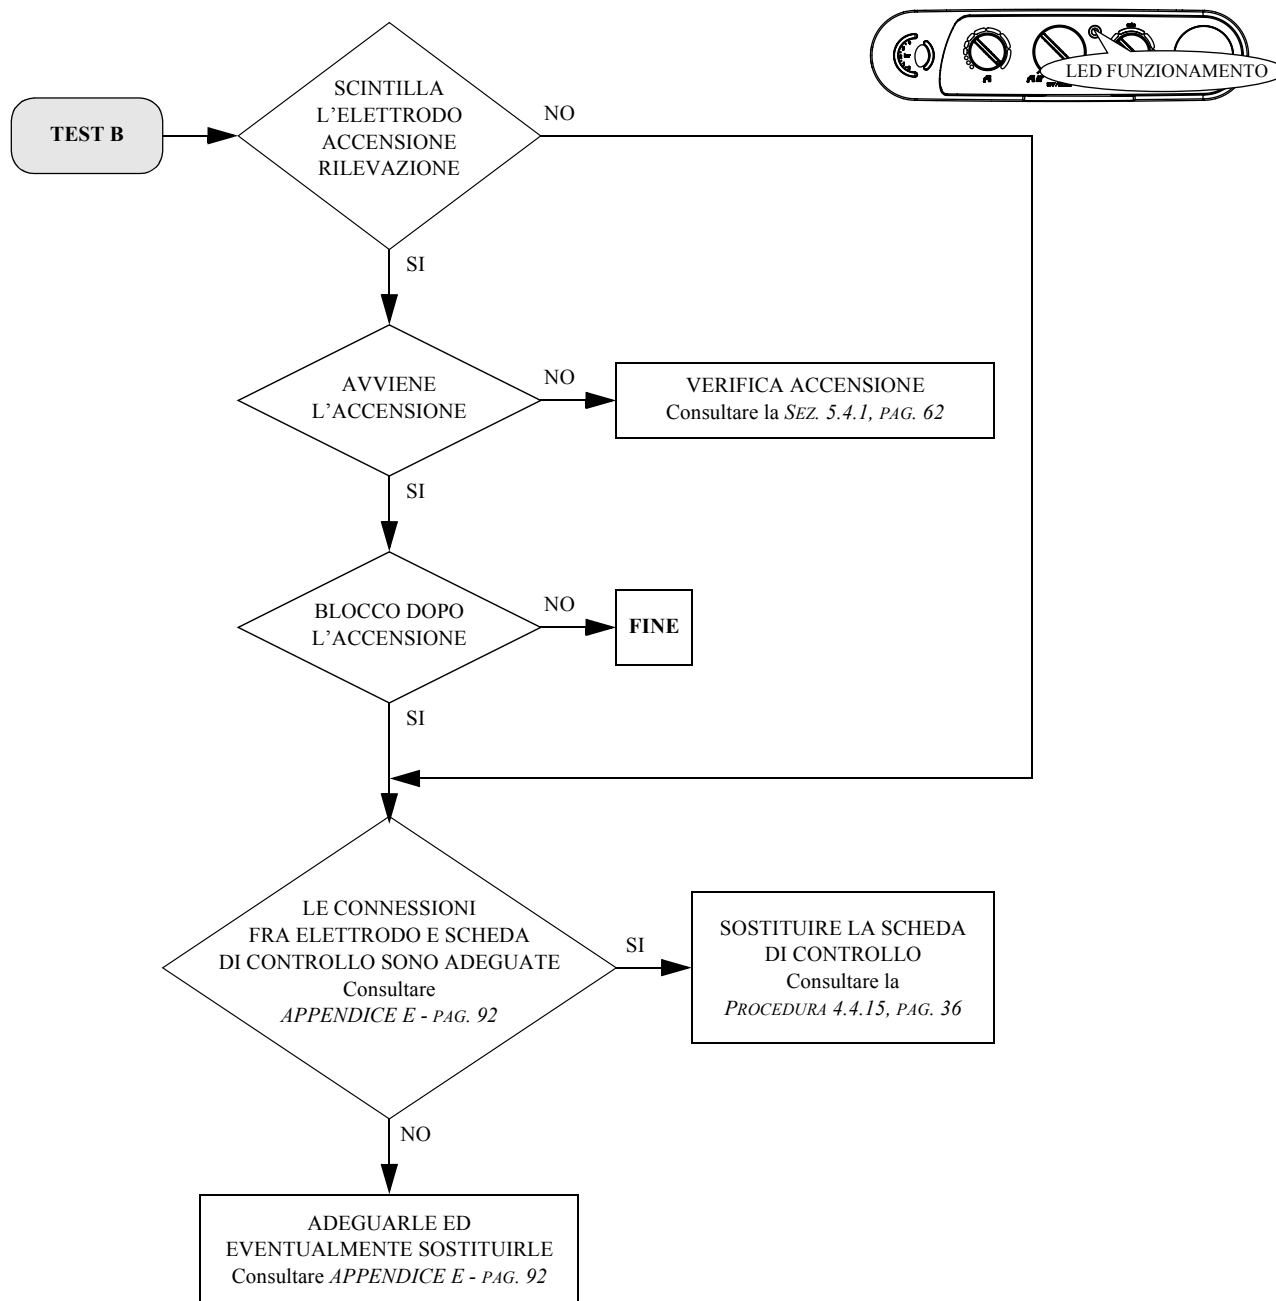 LED FUNZIONAMENTO
TEST B
SCINTILLA
L’ELETTRODO
ACCENSIONE
RILEVAZIONE
NO
SI
AVVIENE
L’ACCENSIONE
NO
VERIFICA ACCENSIONE
Consultare la SEZ. 5.4.1, PAG. 62
SI
BLOCCO DOPO
L’ACCENSIONE
NO
FINE
SI
LE CONNESSIONI
FRA ELETTRODO E SCHEDA
DI CONTROLLO SONO ADEGUATE
Consultare
APPENDICE E - PAG. 92
SI
SOSTITUIRE LA SCHEDA
DI CONTROLLO
Consultare la
PROCEDURA 4.4.15, PAG. 36
NO
ADEGUARLE ED
EVENTUALMENTE SOSTITUIRLE
Consultare APPENDICE E - PAG. 92